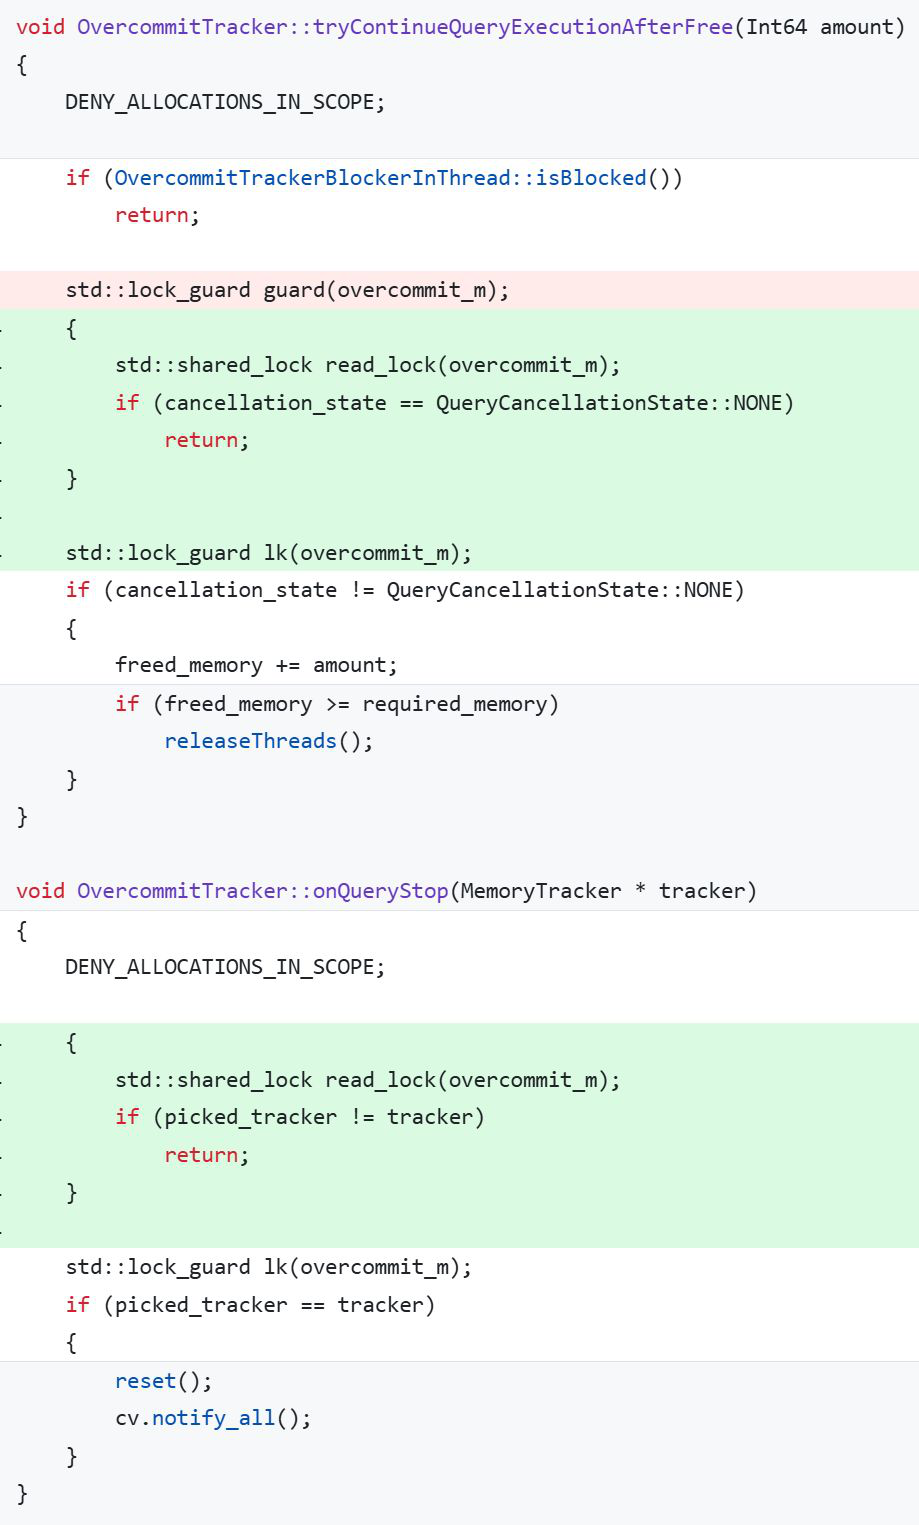 void OvercommitTracker::tryContinueQueryExecutionAfterFree(Int64 amount)
{
    DENY_ALLOCATIONS_IN_SCOPE;

    if (OvercommitTrackerBlockerInThread::isBlocked())
        return;

    std::lock_guard guard(overcommit_m);
    {
        std::shared_lock read_lock(overcommit_m);
        if (cancellation_state == QueryCancellationState::NONE)
            return;
    }

    std::lock_guard lk(overcommit_m);
    if (cancellation_state != QueryCancellationState::NONE)
    {
        freed_memory += amount;
        if (freed_memory >= required_memory)
            releaseThreads();
    }
}

void OvercommitTracker::onQueryStop(MemoryTracker * tracker)
{
    DENY_ALLOCATIONS_IN_SCOPE;

    {
        std::shared_lock read_lock(overcommit_m);
        if (picked_tracker != tracker)
            return;
    }

    std::lock_guard lk(overcommit_m);
    if (picked_tracker == tracker)
    {
        reset();
        cv.notify_all();
    }
}